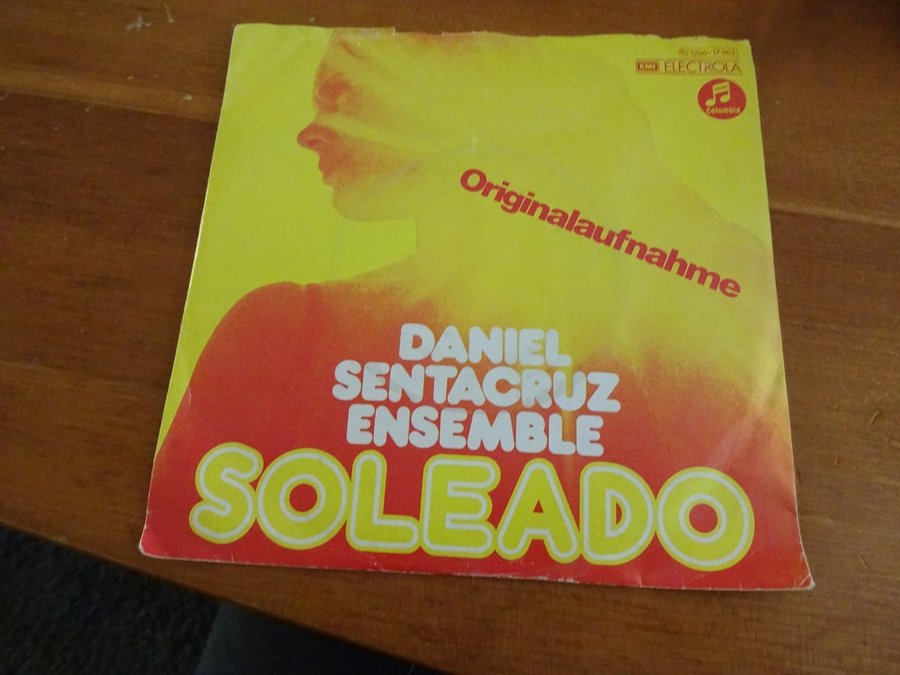 EMI ELECTROLA
Columbia
Originalaufnahme
DANIEL
SENTACRUZ
ENSEMBLE
SOLEADO